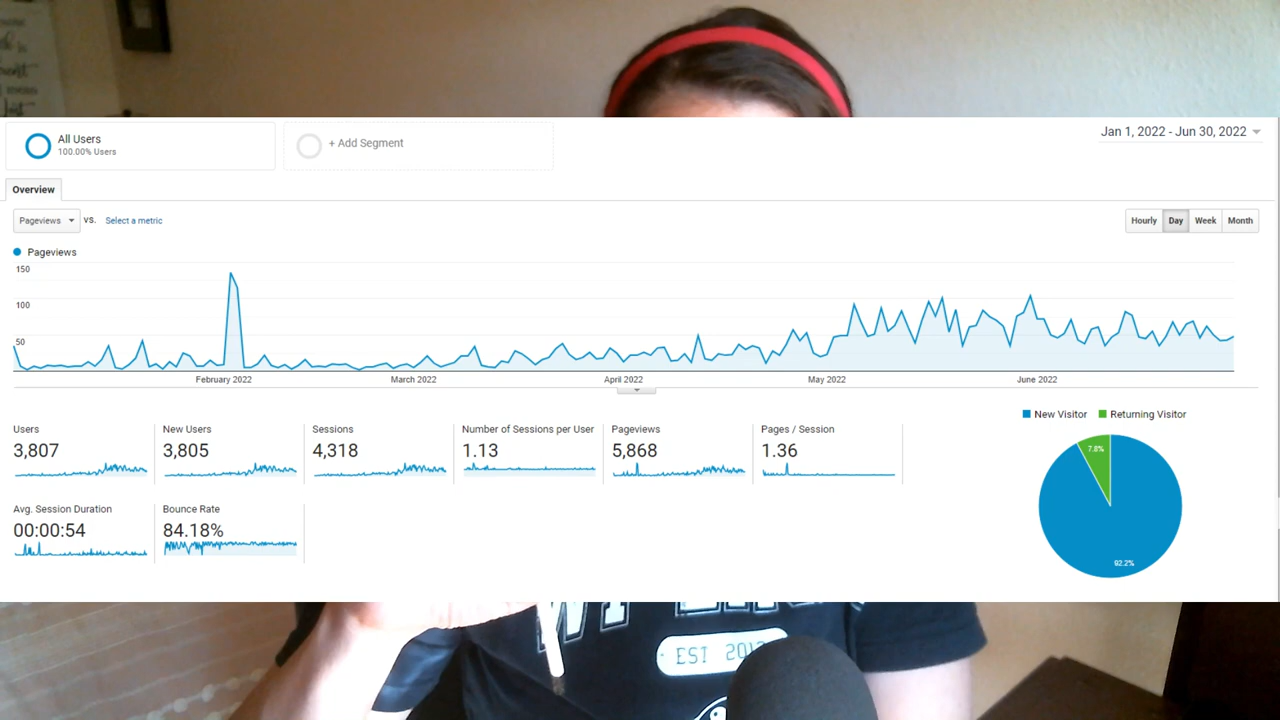 All Users
100.00% Users
+ Add Segment
Jan 1, 2022 - Jun 30, 2022
Overview
Pageviews vs. Select a metric
Hourly Day Week Month
Pageviews
150
100
50
February 2022 March 2022 April 2022 May 2022 June 2022
New Visitor Returning Visitor
Users New Users Sessions Number of Sessions per User Pageviews Pages / Session
3,807 3,805 4,318 1.13 5,868 1.36
7.8%
Avg. Session Duration Bounce Rate
00:00:54 84.18%
92.2%
EST